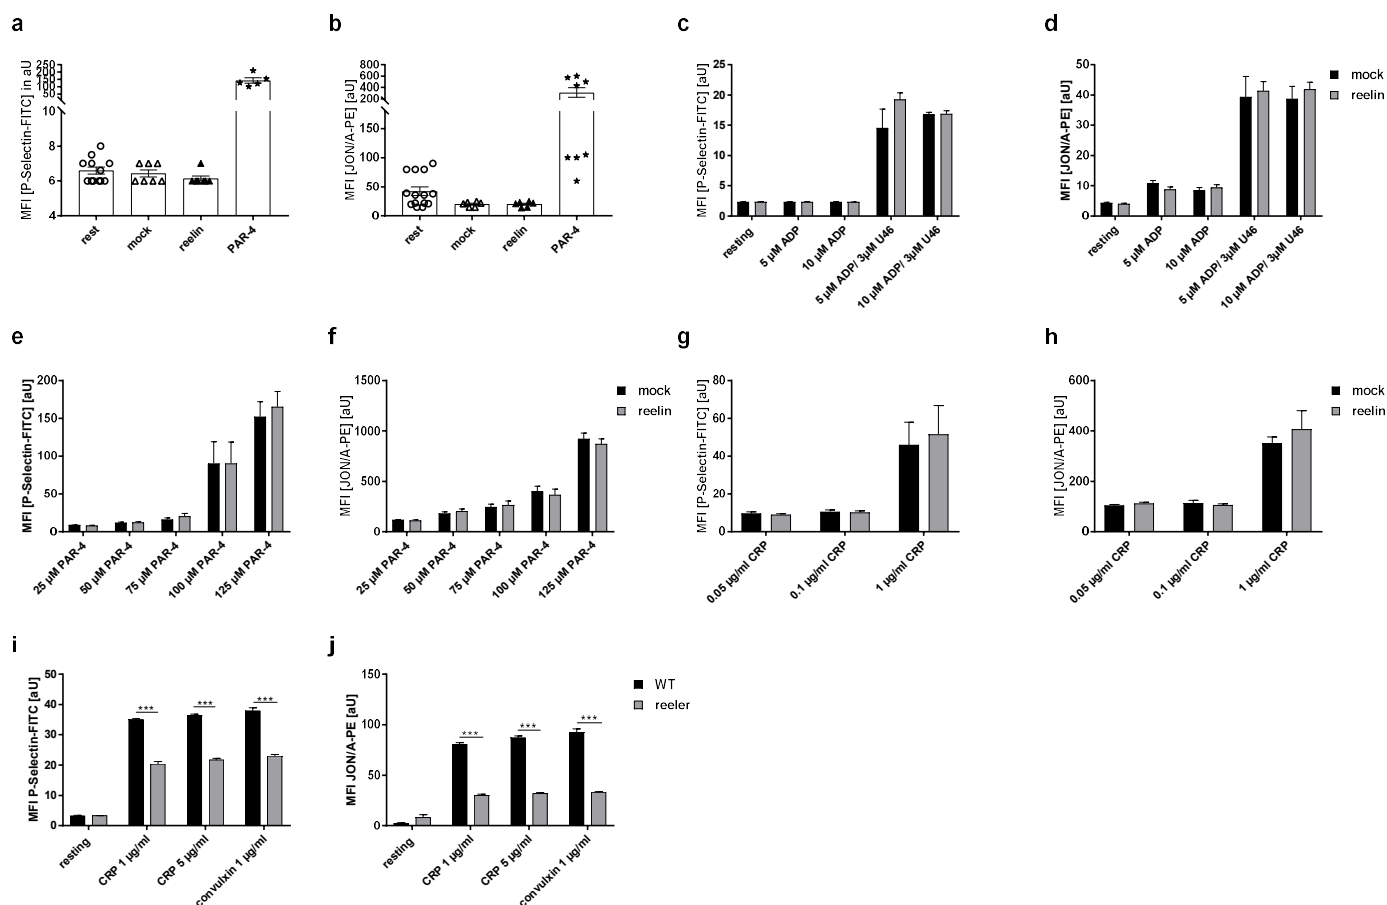 a
MFI [P-Selectin-FITC] in aU
250
200
150
100
50
10
8
6
4
rest
mock
reelin
PAR-4
b
MFI [JON/A-PE] [aU]
800
600
400
200
150
100
50
0
rest
mock
reelin
PAR-4
c
MFI [P-Selectin-FITC] [aU]
25
20
15
10
5
0
resting
5 µM ADP
10 µM ADP
5 µM ADP/ 3µM U46
10 µM ADP/ 3µM U46
d
MFI [JON/A-PE] [aU]
50
40
30
20
10
0
resting
5 µM ADP
10 µM ADP
5 µM ADP/ 3µM U46
10 µM ADP/ 3µM U46
mock
reelin
e
MFI [P-Selectin-FITC] [aU]
200
150
100
50
0
25 µM PAR-4
50 µM PAR-4
75 µM PAR-4
100 µM PAR-4
125 µM PAR-4
f
MFI [JON/A-PE] [aU]
1500
1000
500
0
25 µM PAR-4
50 µM PAR-4
75 µM PAR-4
100 µM PAR-4
125 µM PAR-4
mock
reelin
g
MFI [P-Selectin-FITC] [aU]
80
60
40
20
0
0.05 µg/ml CRP
0.1 µg/ml CRP
1 µg/ml CRP
h
MFI [JON/A-PE] [aU]
600
400
200
0
0.05 µg/ml CRP
0.1 µg/ml CRP
1 µg/ml CRP
mock
reelin
i
MFI P-Selectin-FITC [aU]
50
40
30
20
10
0
***
***
***
resting
CRP 1 µg/ml
CRP 5 µg/ml
convulxin 1 µg/ml
j
MFI JON/A-PE [aU]
150
100
50
0
***
***
***
resting
CRP 1 µg/ml
CRP 5 µg/ml
convulxin 1 µg/ml
WT
reeler